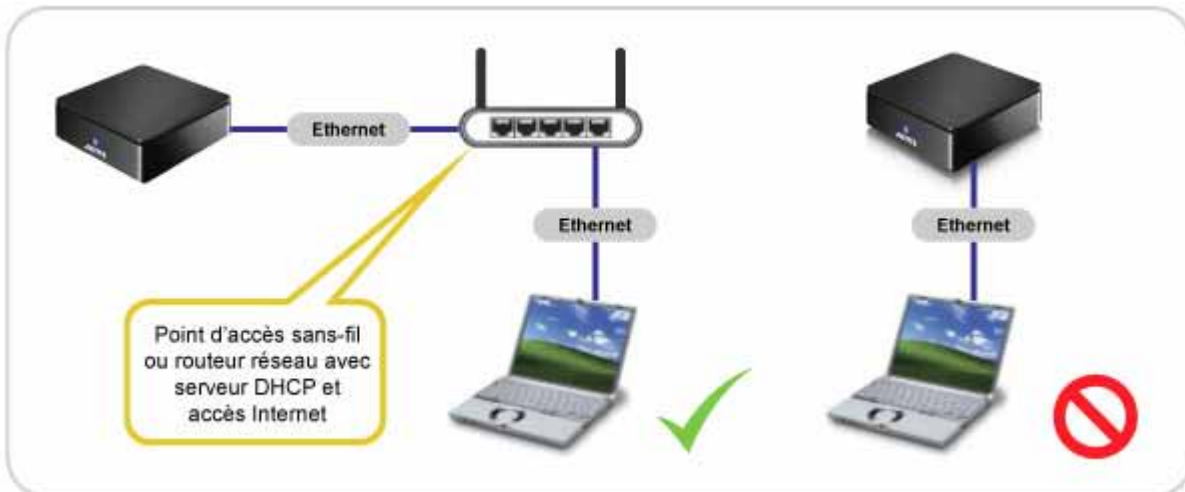 Ethernet
Ethernet
Ethernet
Point d'accès sans-fil
ou routeur réseau avec
serveur DHCP et
accès Internet